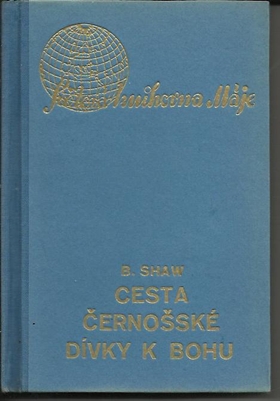 Světová knihovna Máje
B. SHAW
CESTA
ČERNOŠSKÉ
DÍVKY K BOHU